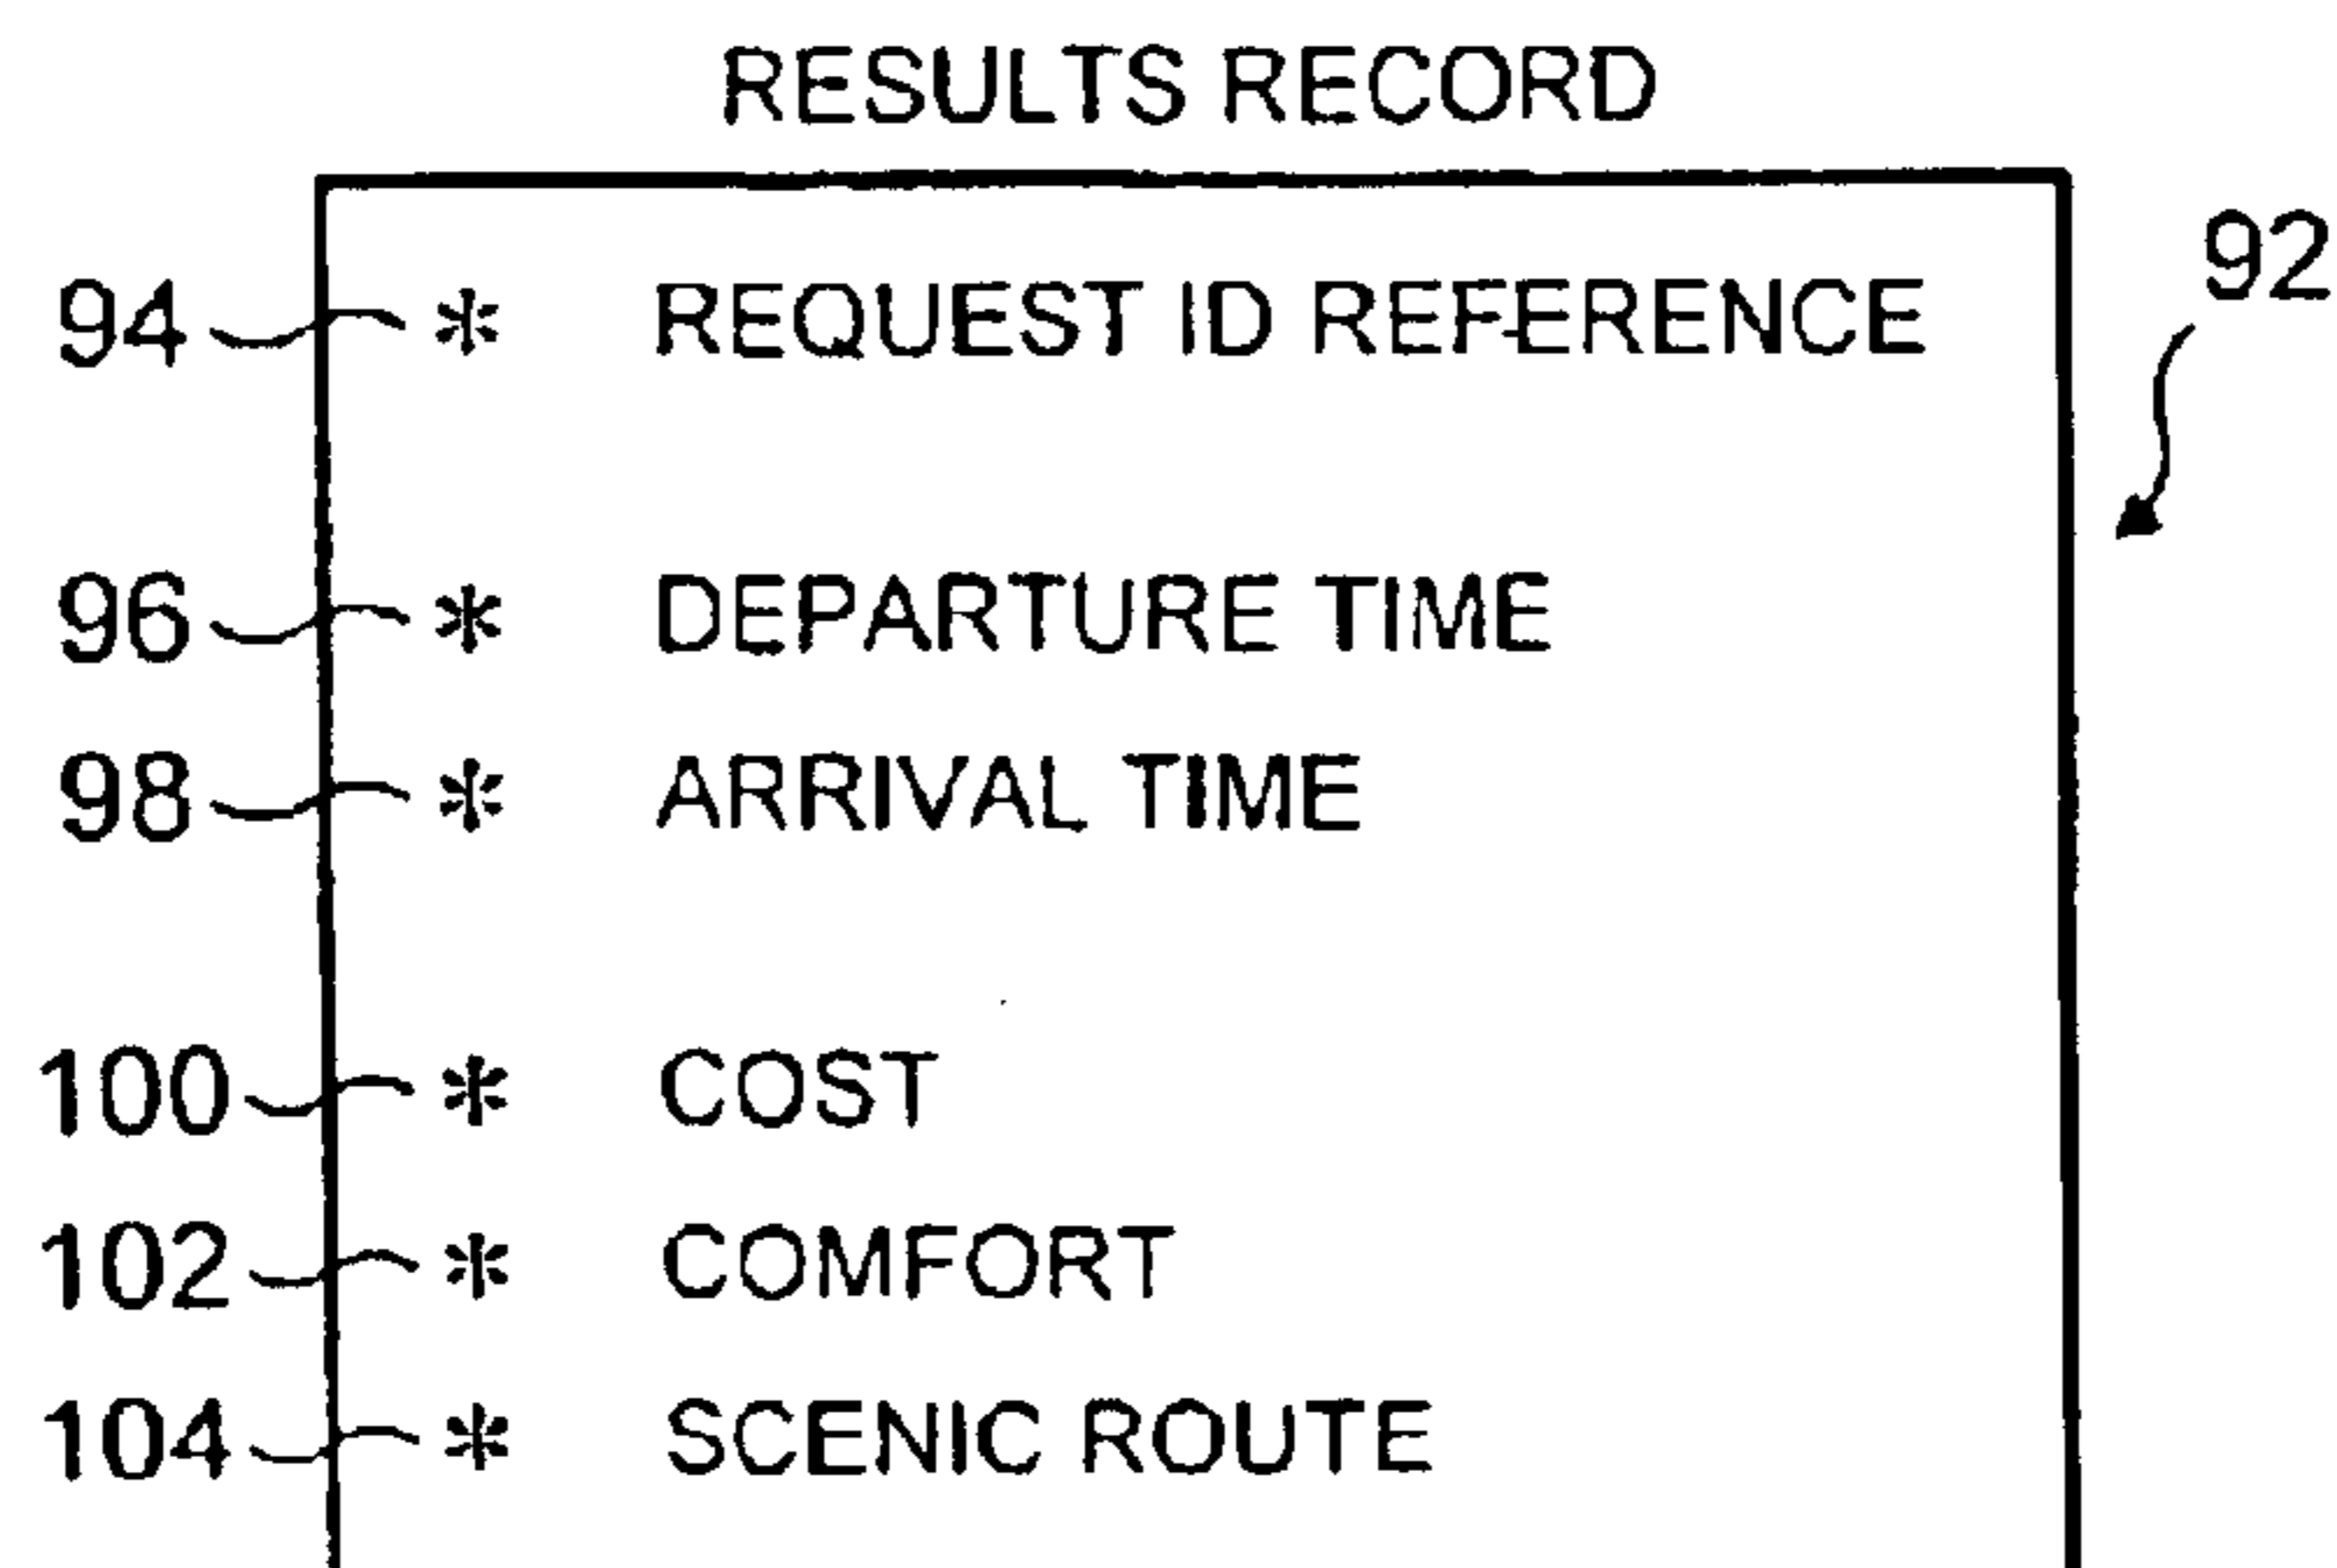 RESULTS RECORD
92
94 * REQUEST ID REFERENCE
96 * DEPARTURE TIME
98 * ARRIVAL TIME
100 * COST
102 * COMFORT
104 * SCENIC ROUTE